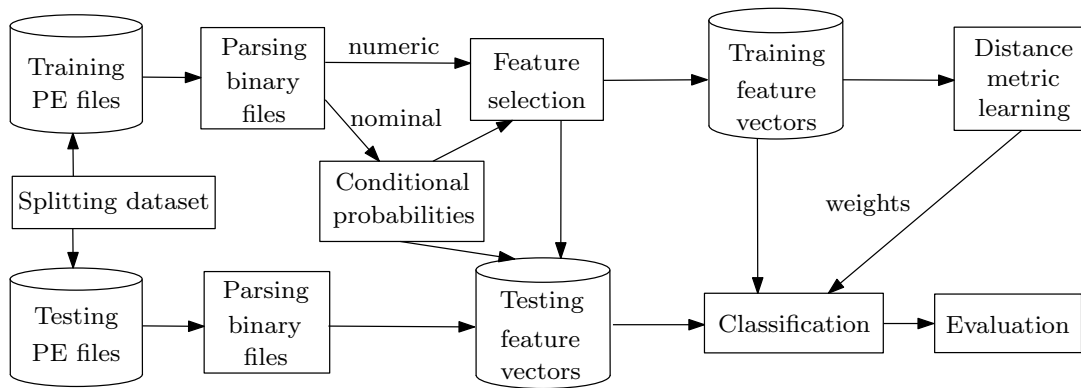 Training
PE files
Parsing
binary
files
numeric
nominal
Feature
selection
Training
feature
vectors
Distance
metric
learning
Splitting dataset
Conditional
probabilities
weights
Testing
PE files
Parsing
binary
files
Testing
feature
vectors
Classification
Evaluation